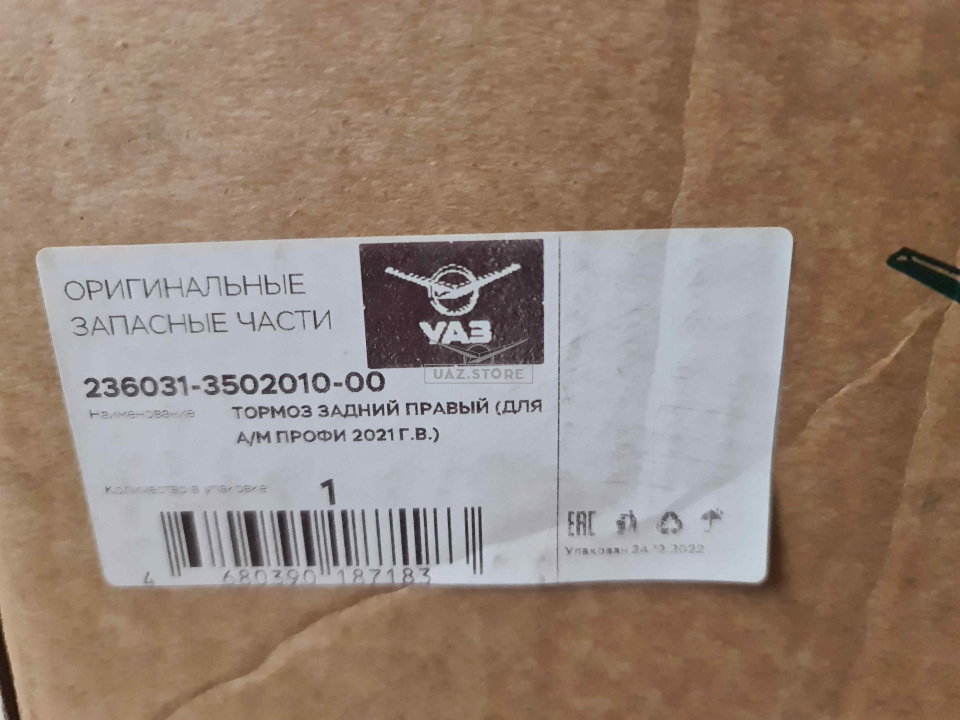 ОРИГИНАЛЬНЫЕ
ЗАПАСНЫЕ ЧАСТИ
УАЗ
UAZ.STORE
236031-3502010-00
Наименование ТОРМОЗ ЗАДНИЙ ПРАВЫЙ (ДЛЯ
А/М ПРОФИ 2021 Г.В.)
Количество в упаковке 1
EAC
Упакован 24.12.2022
4 680390 187183